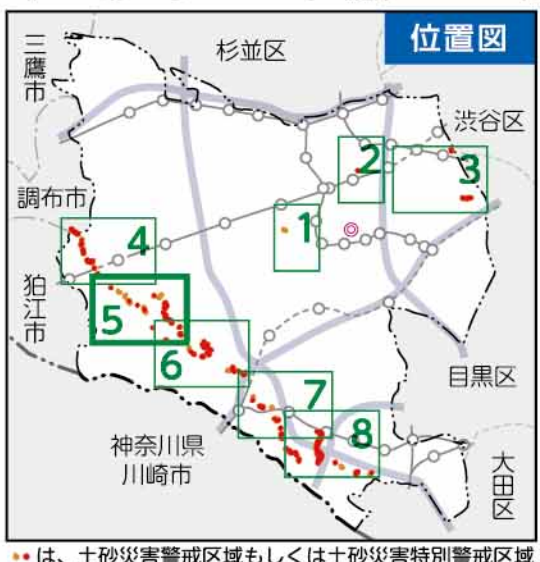 位置図
杉並区
三鷹市
渋谷区
2
3
調布市
1
4
狛江市
5
6
目黒区
7
8
神奈川県
川崎市
大田区
は、土砂災害警戒区域もしくは土砂災害特別警戒区域